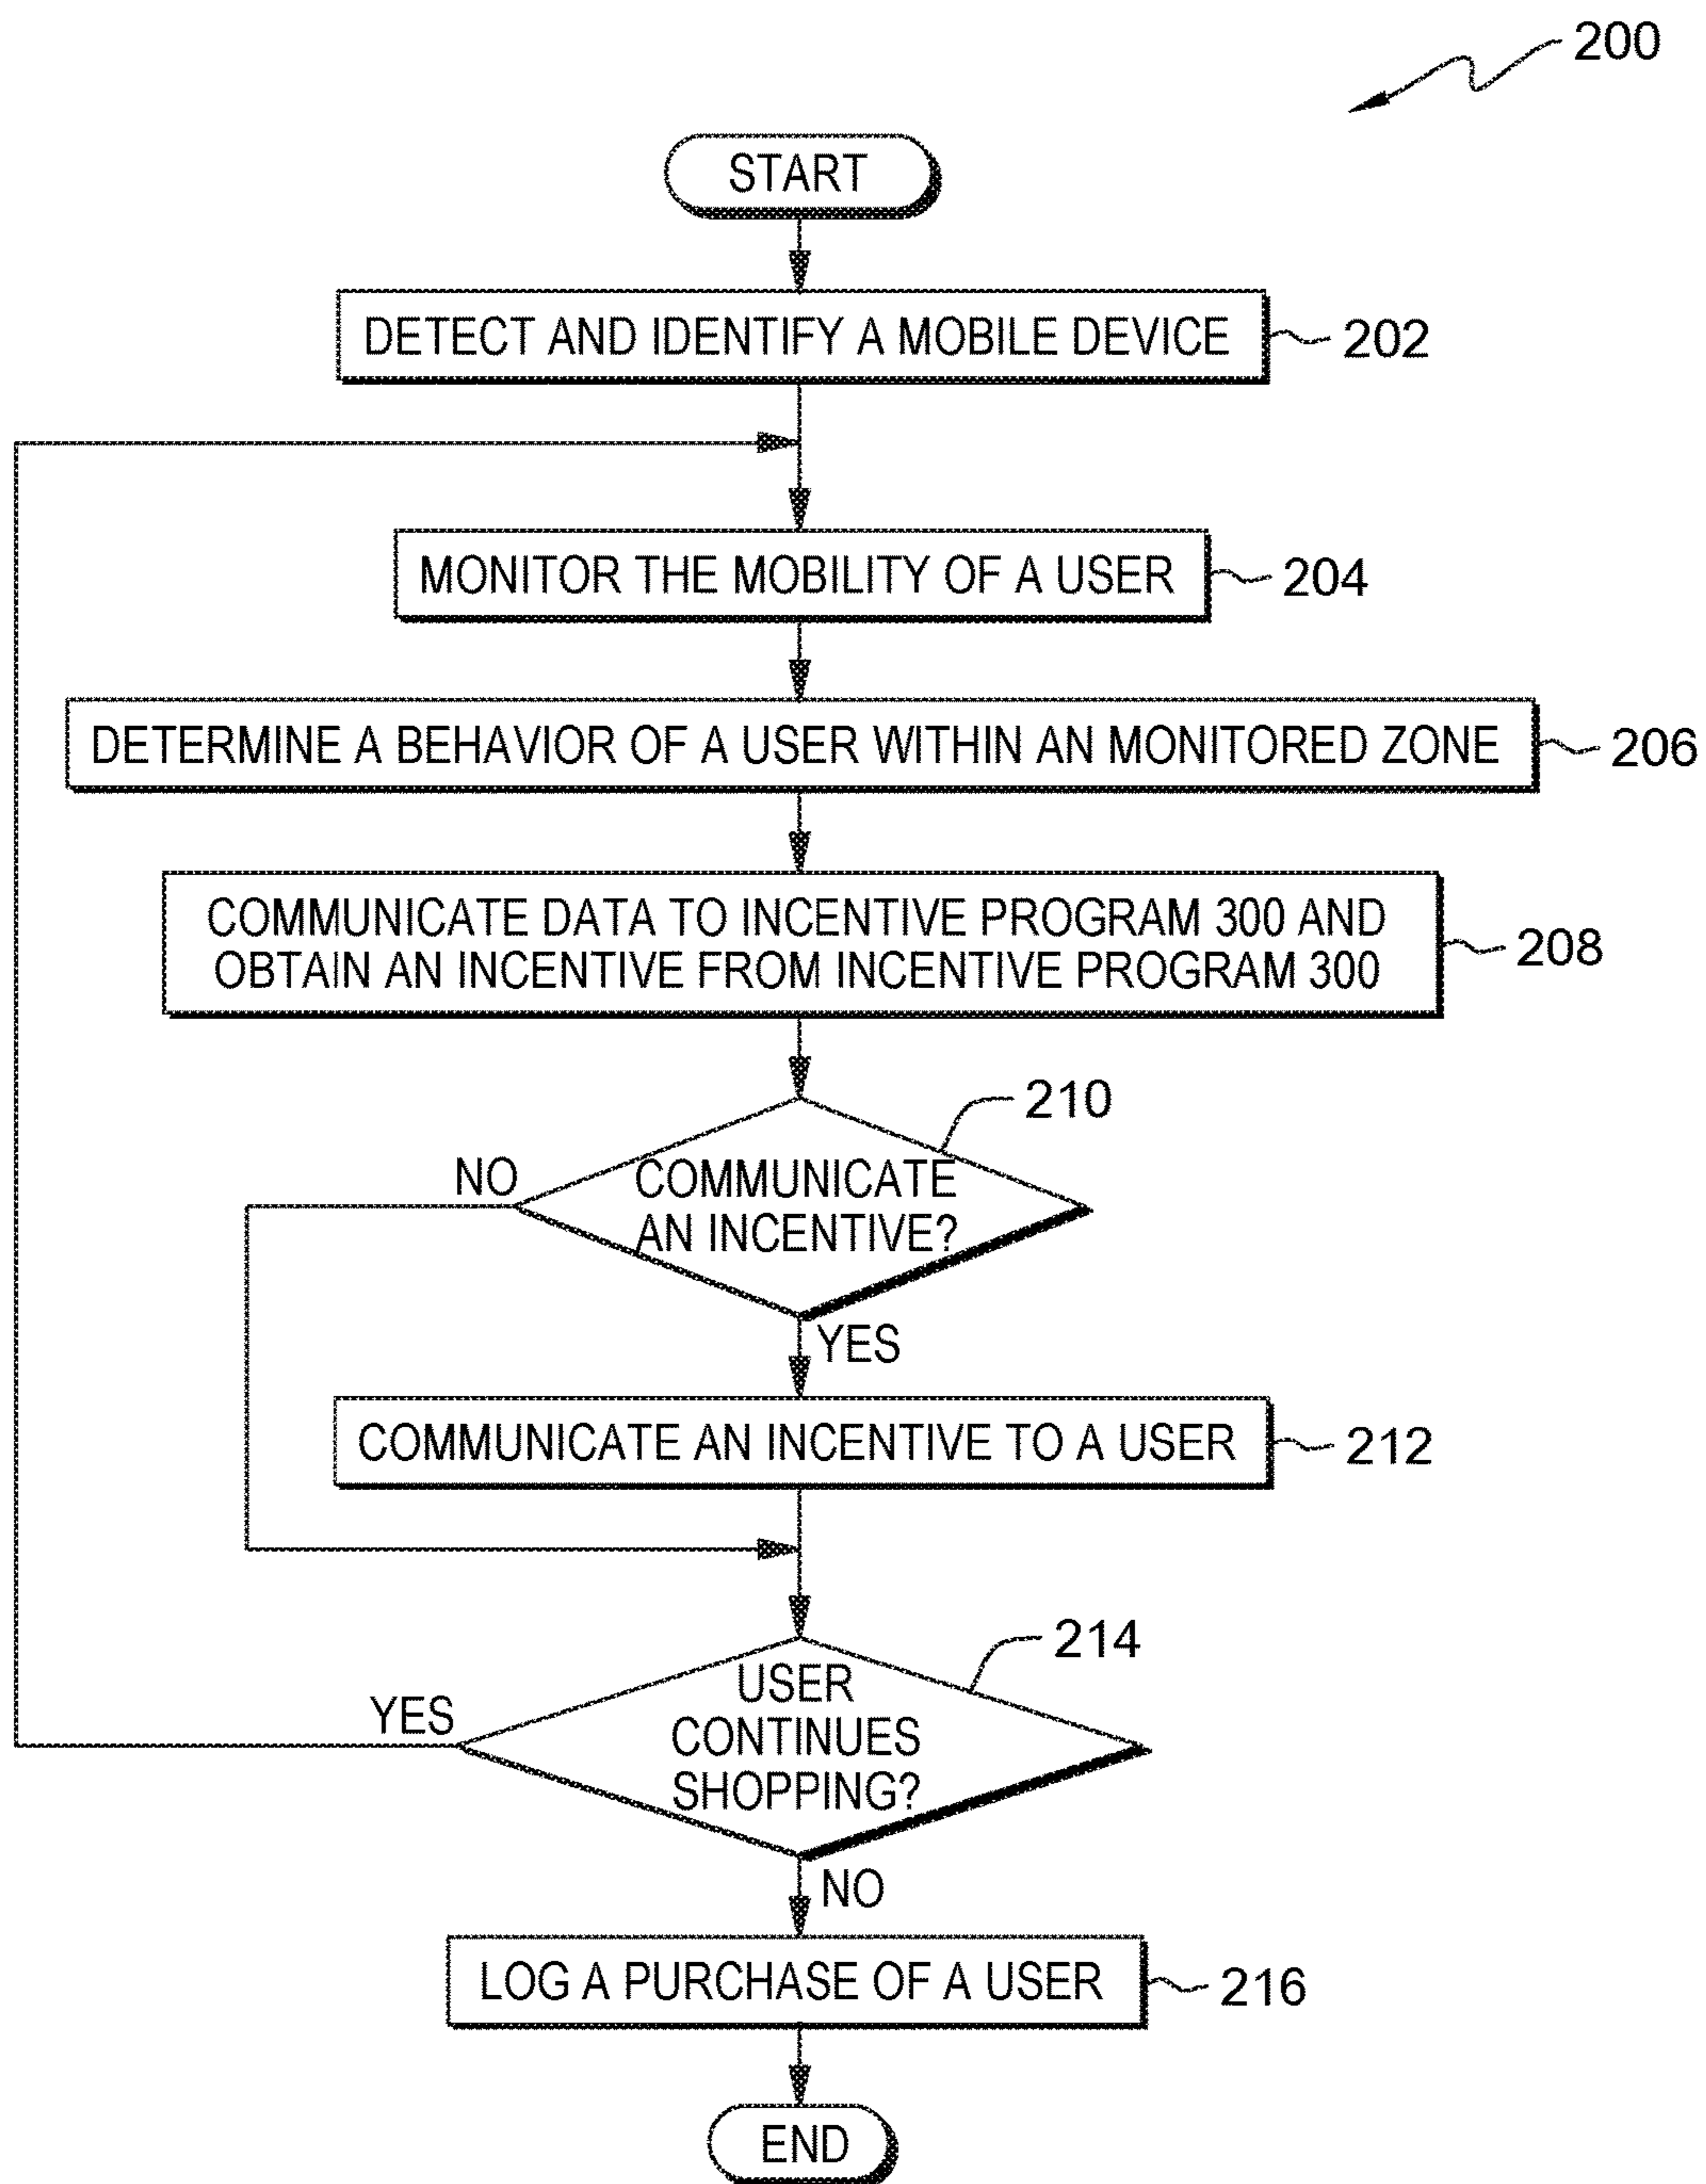 200
START
DETECT AND IDENTIFY A MOBILE DEVICE
202
MONITOR THE MOBILITY OF A USER
204
DETERMINE A BEHAVIOR OF A USER WITHIN AN MONITORED ZONE
206
COMMUNICATE DATA TO INCENTIVE PROGRAM 300 AND
OBTAIN AN INCENTIVE FROM INCENTIVE PROGRAM 300
208
210
NO
COMMUNICATE
AN INCENTIVE?
YES
COMMUNICATE AN INCENTIVE TO A USER
212
214
YES
USER
CONTINUES
SHOPPING?
NO
LOG A PURCHASE OF A USER
216
END